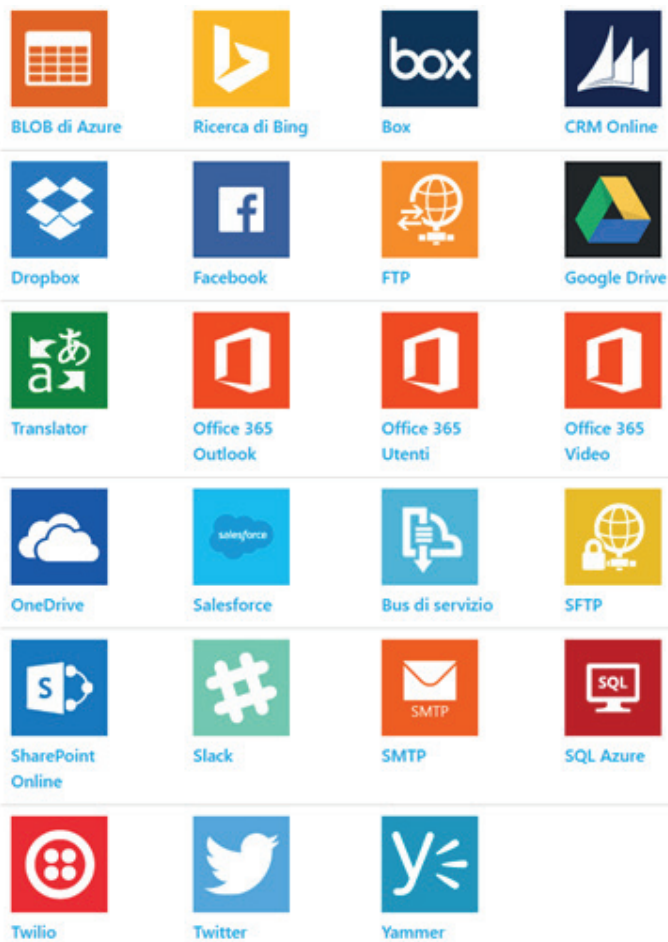 box
BLOB di Azure
Ricerca di Bing
Box
CRM Online
Dropbox
Facebook
FTP
Google Drive
あ
a
Translator
Office 365
Outlook
Office 365
Utenti
Office 365
Video
salesforce
OneDrive
Salesforce
Bus di servizio
SFTP
S
SMTP
SQL
SharePoint
Online
Slack
SMTP
SQL Azure
Twilio
Twitter
Yammer